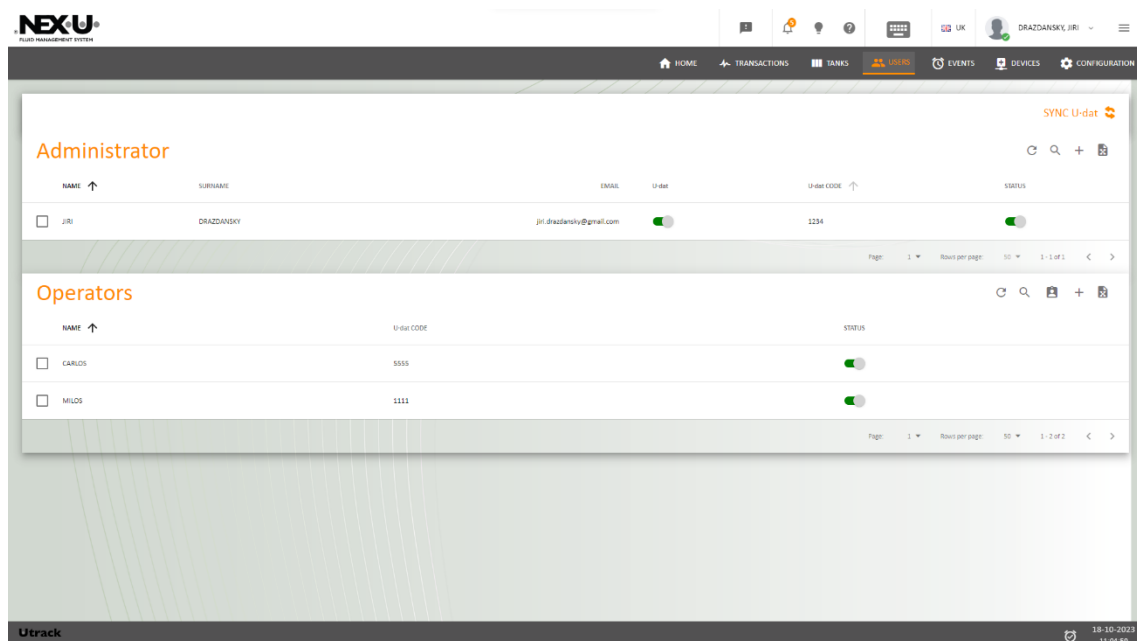 NEX·U·
FLUID MANAGEMENT SYSTEM
UK
DRAZDANSKY, JIRI
HOME TRANSACTIONS TANKS USERS EVENTS DEVICES CONFIGURATION
SYNC U-dat
Administrator
NAME SURNAME EMAIL U-dat U-dat CODE STATUS
JIRI DRAZDANSKY jiri.drazdansky@gmail.com 1234
Page: 1 Rows per page: 50 1 - 1 of 1
Operators
NAME U-dat CODE STATUS
CARLOS 5555
MILOS 1111
Page: 1 Rows per page: 50 1 - 2 of 2
Utrack
18-10-2023